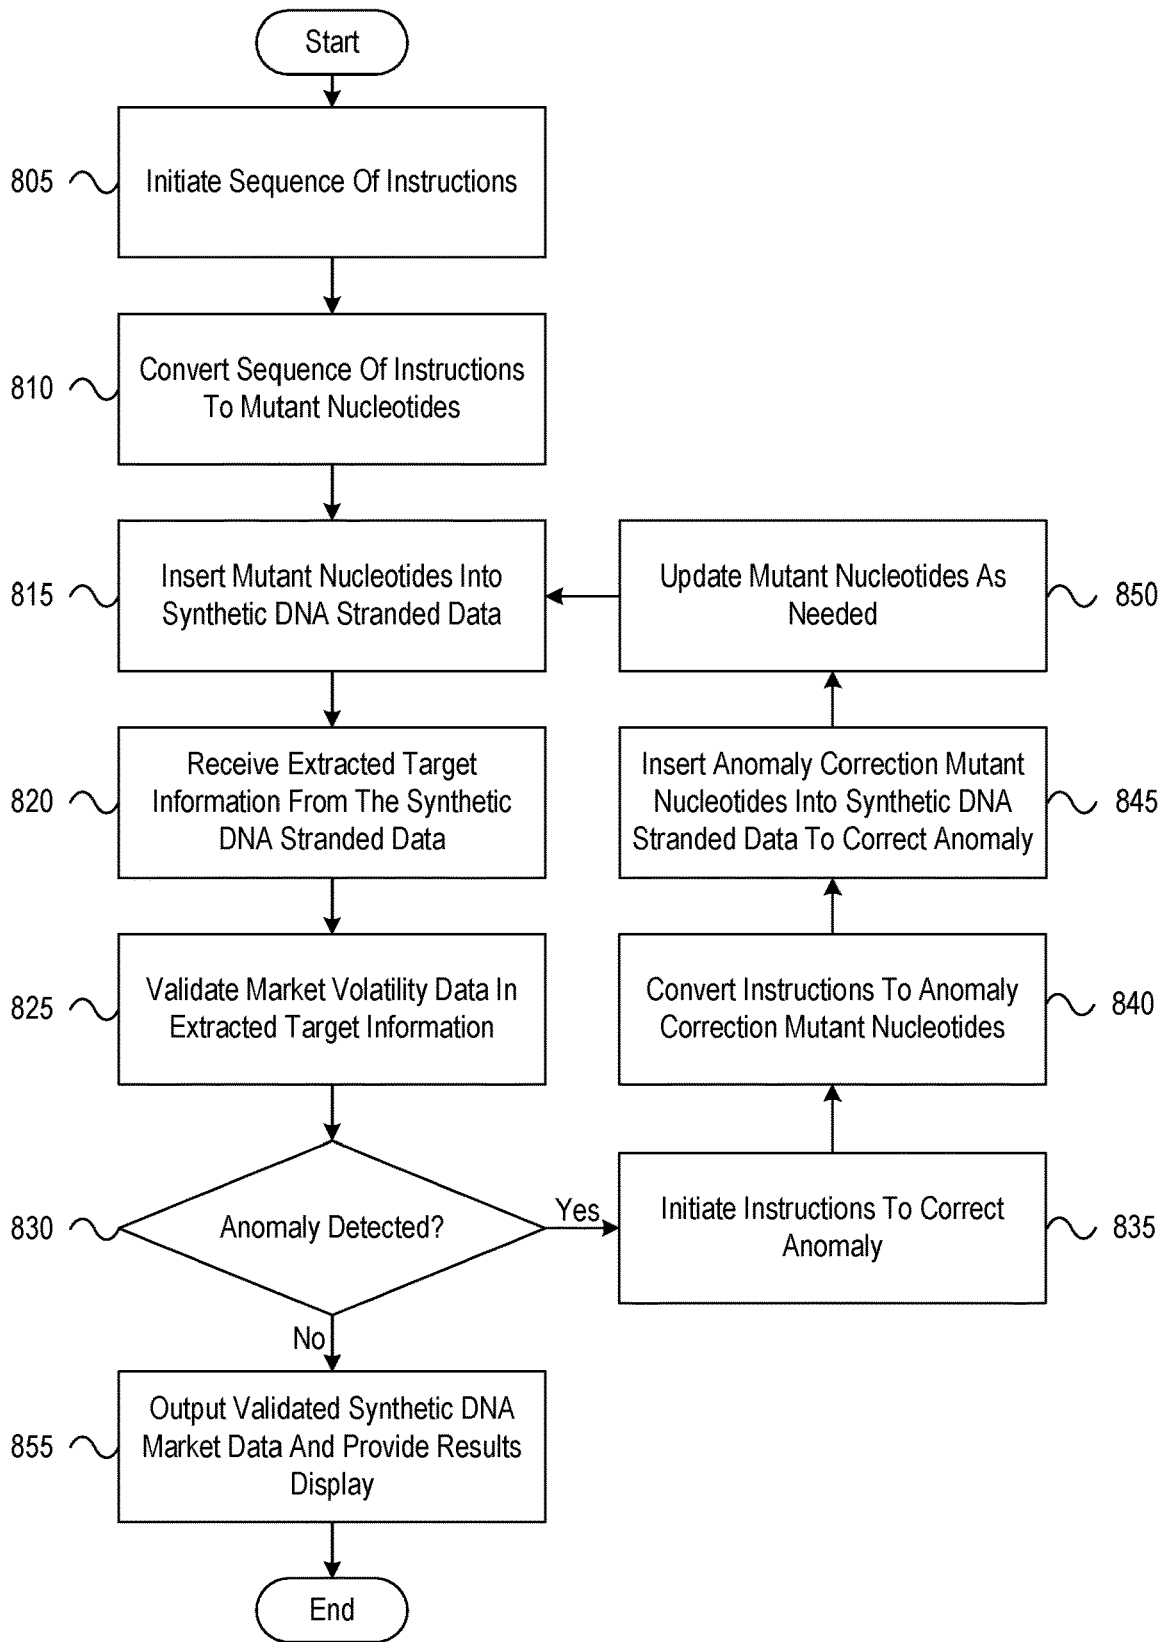 Start
805
Initiate Sequence Of Instructions
810
Convert Sequence Of Instructions
To Mutant Nucleotides
815
Insert Mutant Nucleotides Into
Synthetic DNA Stranded Data
Update Mutant Nucleotides As
Needed
850
820
Receive Extracted Target
Information From The Synthetic
DNA Stranded Data
Insert Anomaly Correction Mutant
Nucleotides Into Synthetic DNA
Stranded Data To Correct Anomaly
845
825
Validate Market Volatility Data In
Extracted Target Information
Convert Instructions To Anomaly
Correction Mutant Nucleotides
840
830
Anomaly Detected?
Yes
Initiate Instructions To Correct
Anomaly
835
No
855
Output Validated Synthetic DNA
Market Data And Provide Results
Display
End